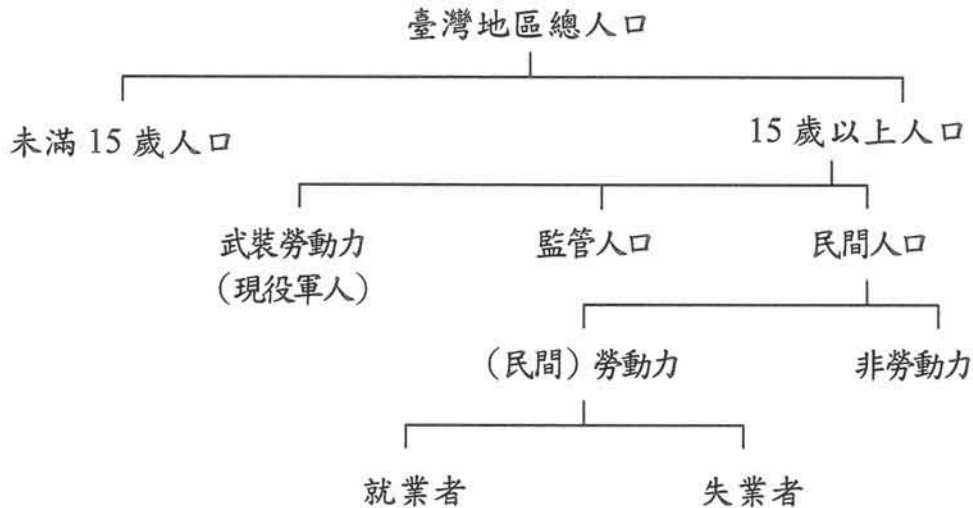 臺灣地區總人口
未滿 15 歲人口
15 歲以上人口
武裝勞動力
（現役軍人）
監管人口
民間人口
（民間）勞動力
非勞動力
就業者
失業者